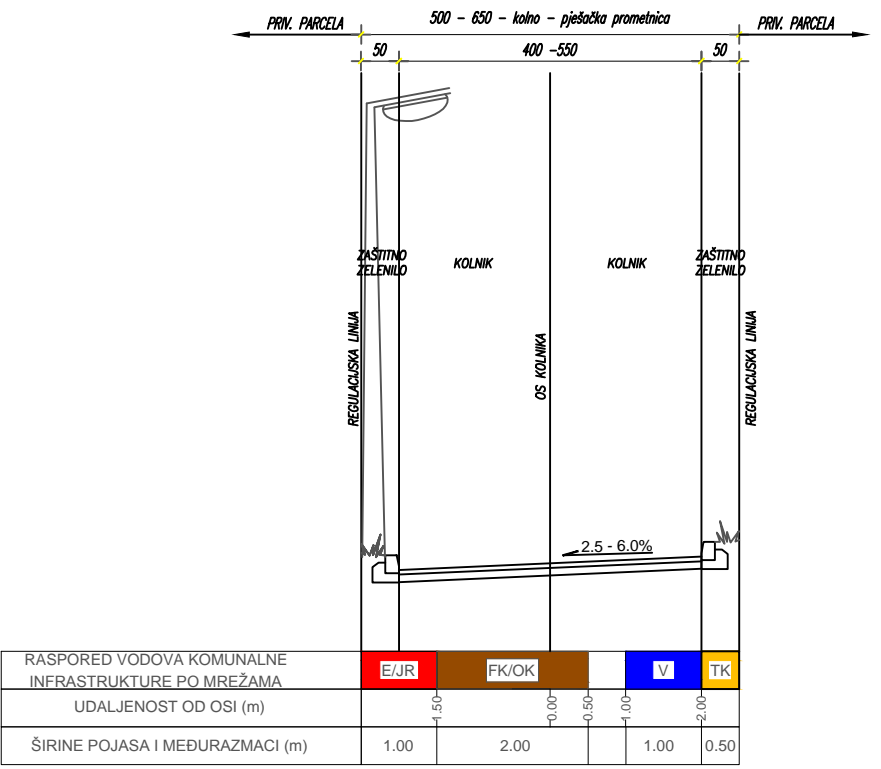 500 - 650 - kolno - pješačka prometnica
PRIV. PARCELA
PRIV. PARCELA
50
400 -550
50
ZAŠTITNO
ZELENILO
KOLNIK
KOLNIK
ZAŠTITNO
ZELENILO
REGULACIJSKA LINIJA
OS KOLNIKA
REGULACIJSKA LINIJA
2.5 - 6.0%
RASPORED VODOVA KOMUNALNE
INFRASTRUKTURE PO MREŽAMA
E/JR
FK/OK
V
TK
UDALJENOST OD OSI (m)
1.50
0.00
0.50
1.00
2.00
ŠIRINE POJASA I MEĐURAZMACI (m)
1.00
2.00
1.00
0.50